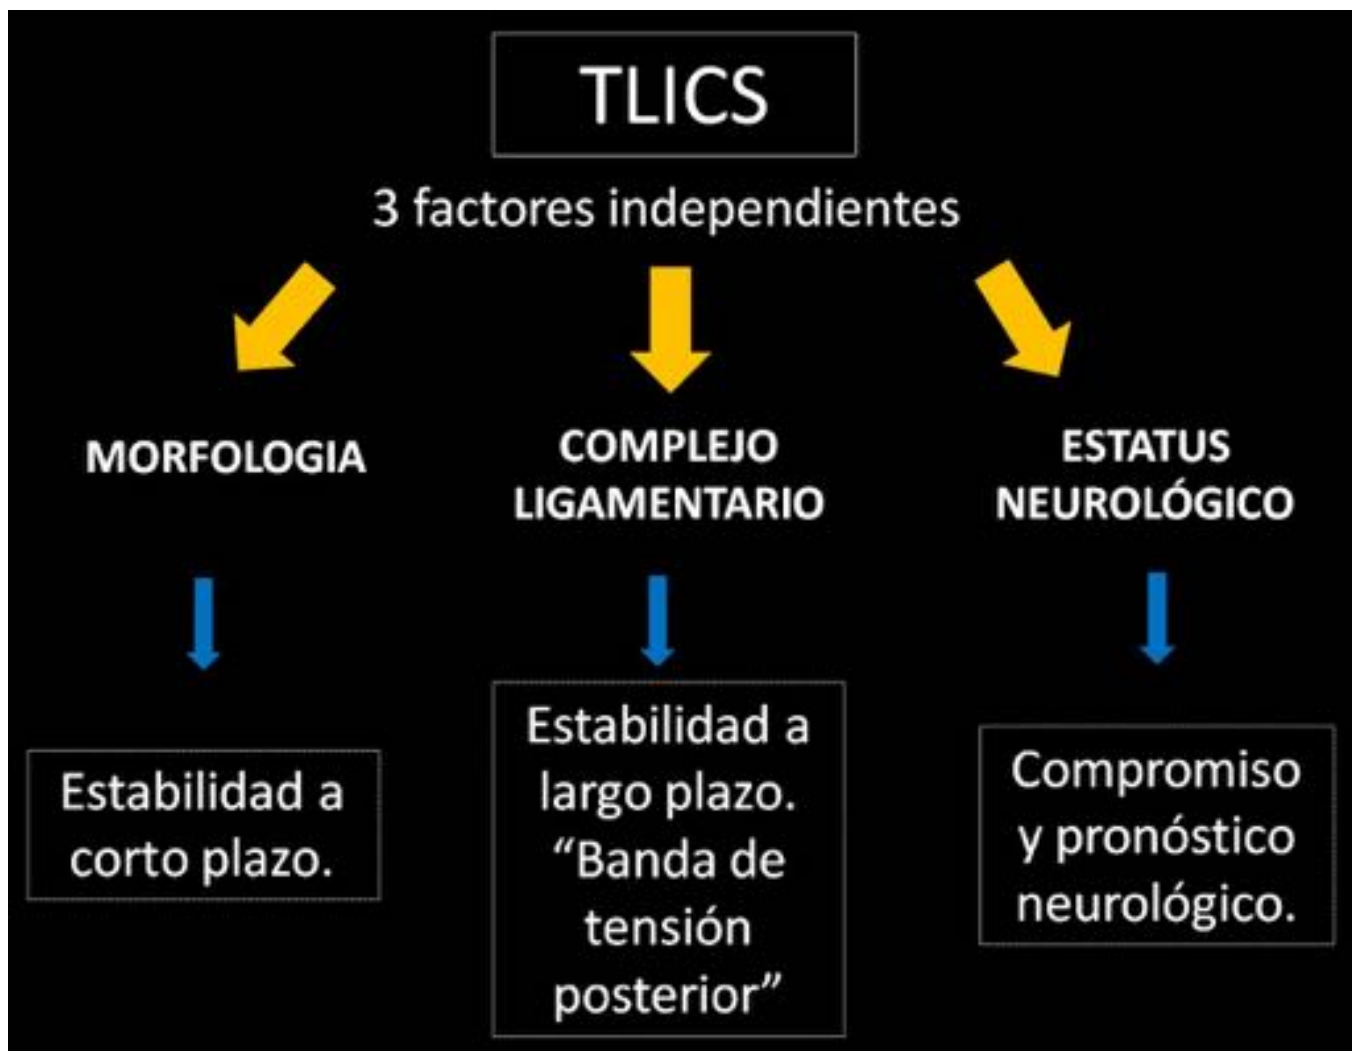 TLICS
3 factores independientes
MORFOLOGIA
COMPLEJO
LIGAMENTARIO
ESTATUS
NEUROLÓGICO
Estabilidad a
corto plazo.
Estabilidad a
largo plazo.
“Banda de
tensión
posterior”
Compromiso
y pronóstico
neurológico.